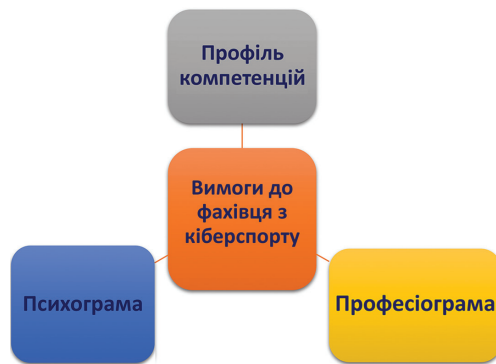 Профіль
компетенцій
Вимоги до
фахівця з
кіберспорту
Психограма
Професіограма